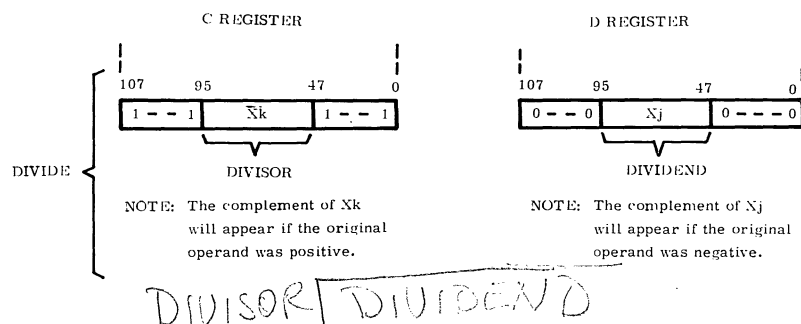 C REGISTER
D REGISTER
107 95 47 0
107 95 47 0
1 -- 1 X̄k 1 -- 1
0 -- 0 Xj 0 --- 0
DIVIDE
DIVISOR
DIVIDEND
NOTE: The complement of Xk
will appear if the original
operand was positive.
NOTE: The complement of Xj
will appear if the original
operand was negative.
DIVISOR DIVIDEND